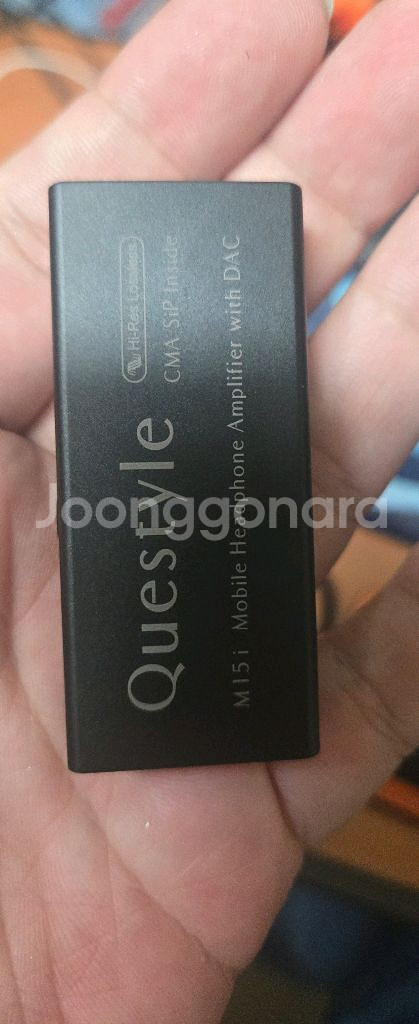 Questyle
Hi-Res Lossless
CMA SiP Inside
M15i Mobile Headphone Amplifier with DAC
Joonggonara